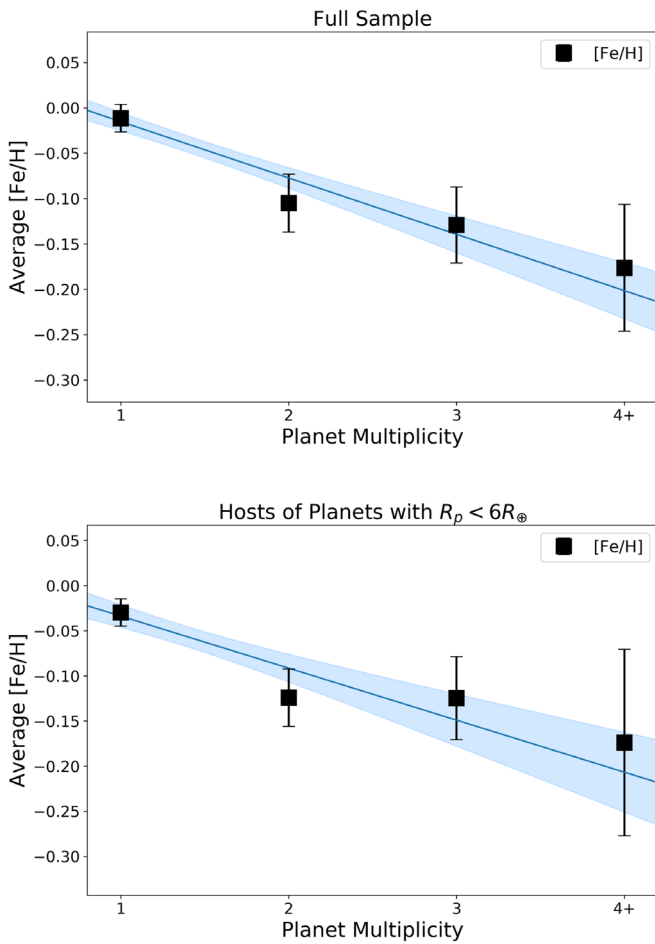 Full Sample
[Fe/H]
0.05
0.00
−0.05
−0.10
−0.15
−0.20
−0.25
−0.30
Average [Fe/H]
1 2 3 4+
Planet Multiplicity
Hosts of Planets with $R_p < 6R_⊕$
[Fe/H]
0.05
0.00
−0.05
−0.10
−0.15
−0.20
−0.25
−0.30
Average [Fe/H]
1 2 3 4+
Planet Multiplicity